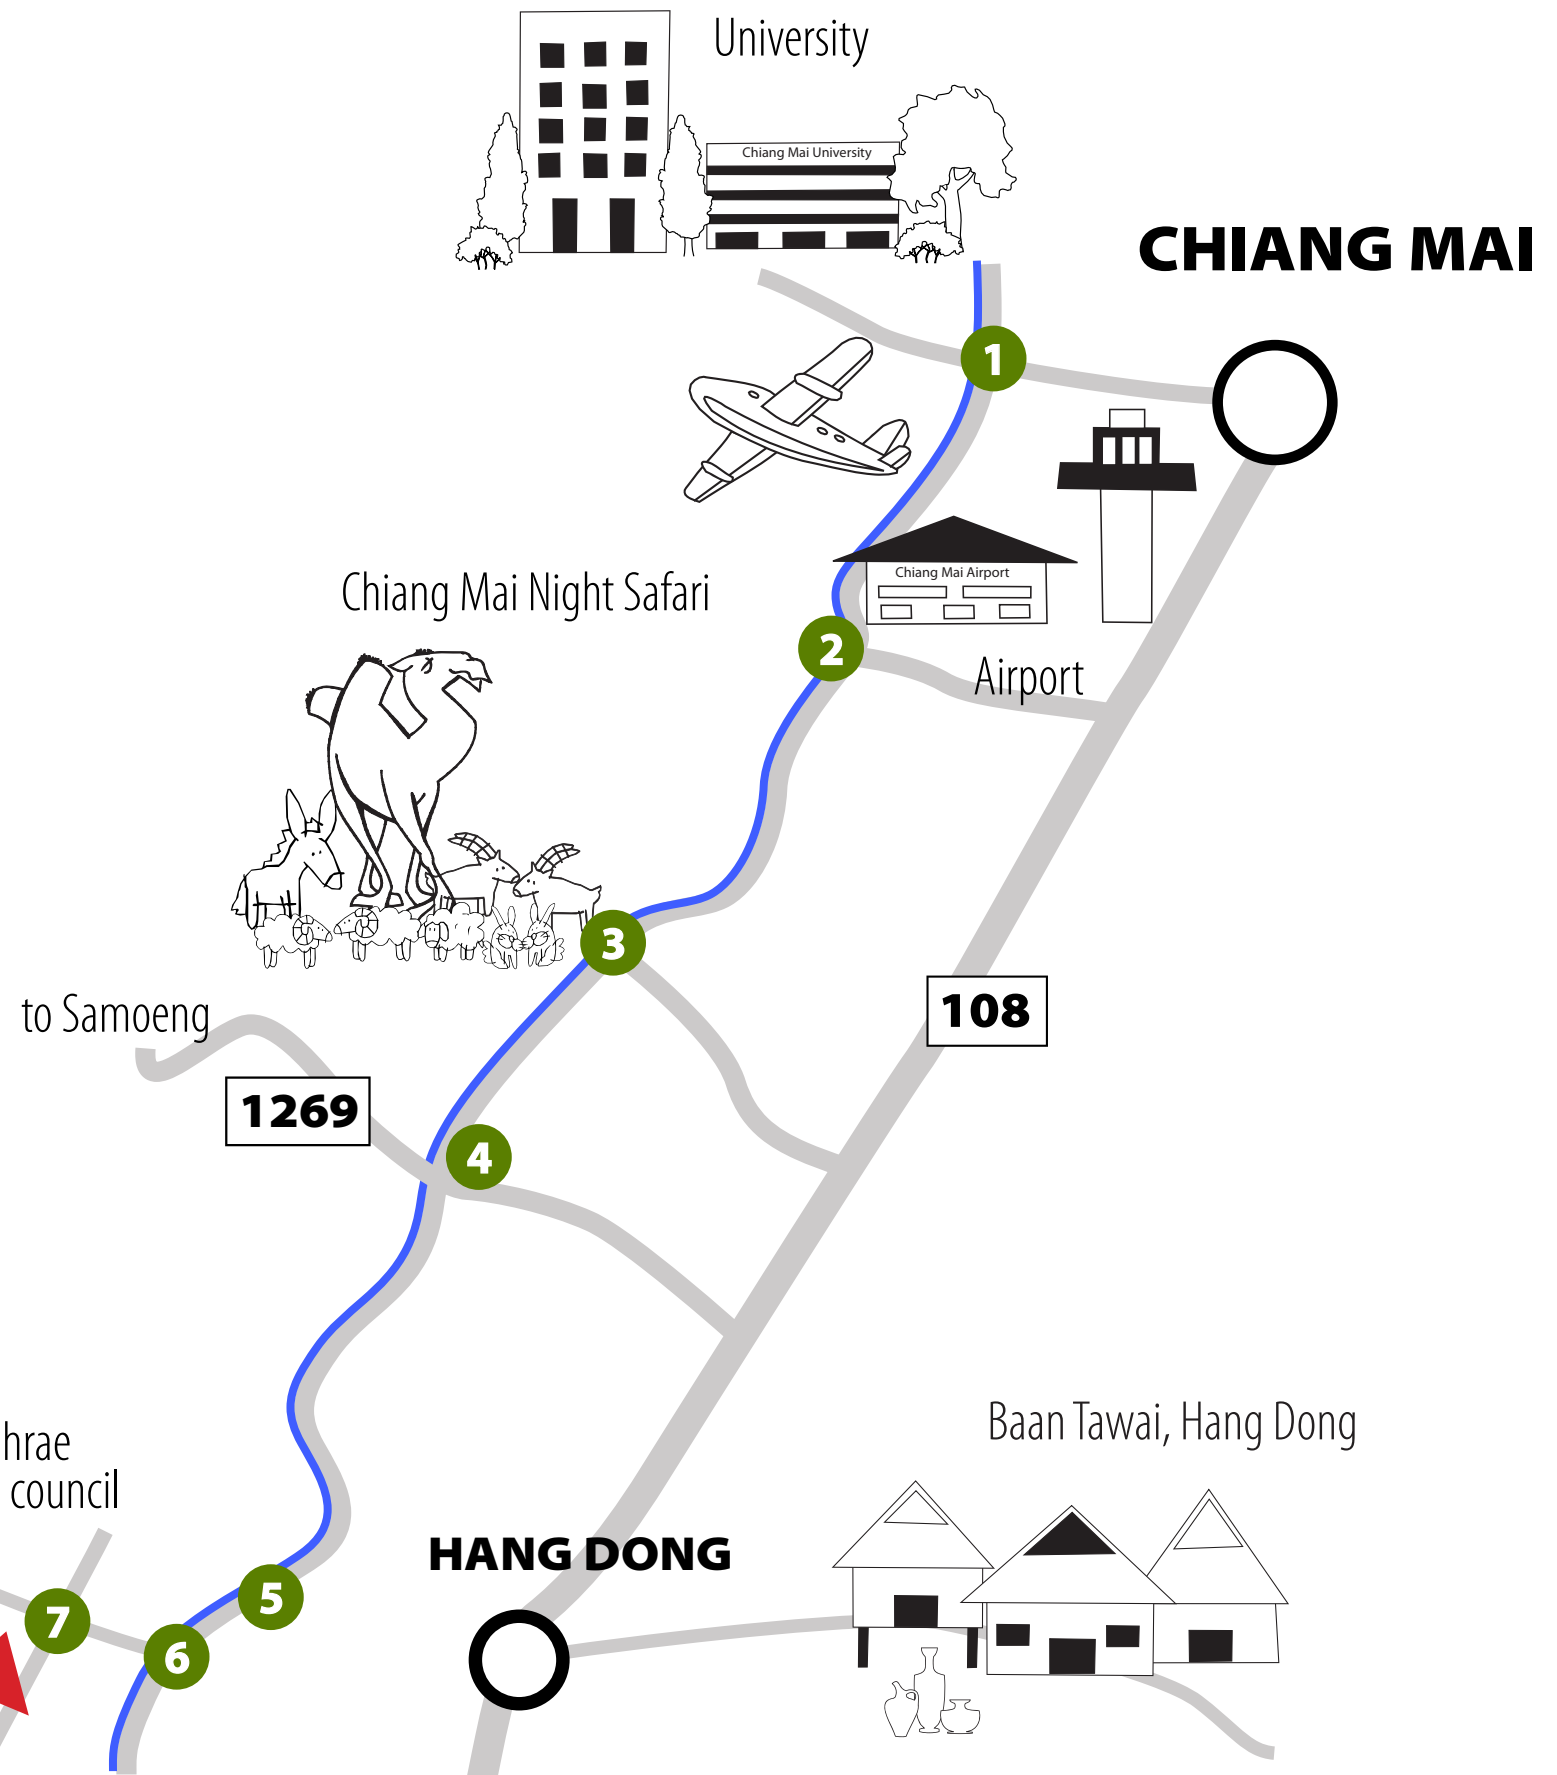 University
Chiang Mai University
CHIANG MAI
1
Chiang Mai Airport
Chiang Mai Night Safari
2
Airport
3
to Samoeng
108
1269
4
Baan Tawai, Hang Dong
hrae
council
HANG DONG
5
7
6